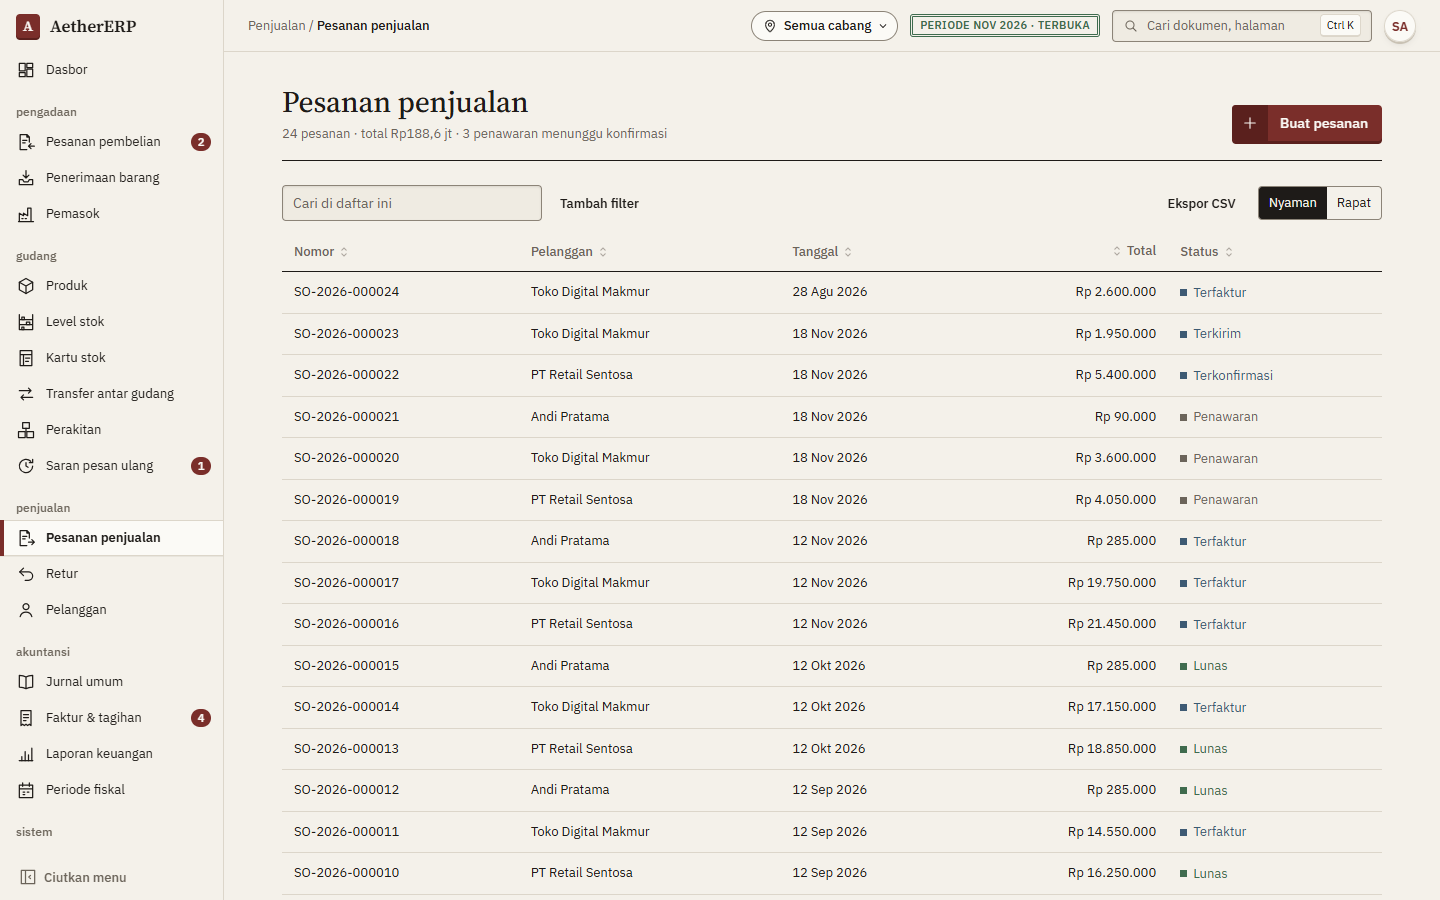 A AetherERP
Dasbor
pengadaan
Pesanan pembelian 2
Penerimaan barang
Pemasok
gudang
Produk
Level stok
Kartu stok
Transfer antar gudang
Perakitan
Saran pesan ulang 1
penjualan
Pesanan penjualan
Retur
Pelanggan
akuntansi
Jurnal umum
Faktur & tagihan 4
Laporan keuangan
Periode fiskal
sistem
Ciutkan menu
Penjualan / Pesanan penjualan
Semua cabang
PERIODE NOV 2026 · TERBUKA
Cari dokumen, halaman Ctrl K
SA
Pesanan penjualan
24 pesanan · total Rp188,6 jt · 3 penawaran menunggu konfirmasi
Buat pesanan
Cari di daftar ini
Tambah filter
Ekspor CSV
Nyaman Rapat
Nomor Pelanggan Tanggal Total Status
SO-2026-000024 Toko Digital Makmur 28 Agu 2026 Rp 2.600.000 Terfaktur
SO-2026-000023 Toko Digital Makmur 18 Nov 2026 Rp 1.950.000 Terkirim
SO-2026-000022 PT Retail Sentosa 18 Nov 2026 Rp 5.400.000 Terkonfirmasi
SO-2026-000021 Andi Pratama 18 Nov 2026 Rp 90.000 Penawaran
SO-2026-000020 Toko Digital Makmur 18 Nov 2026 Rp 3.600.000 Penawaran
SO-2026-000019 PT Retail Sentosa 18 Nov 2026 Rp 4.050.000 Penawaran
SO-2026-000018 Andi Pratama 12 Nov 2026 Rp 285.000 Terfaktur
SO-2026-000017 Toko Digital Makmur 12 Nov 2026 Rp 19.750.000 Terfaktur
SO-2026-000016 PT Retail Sentosa 12 Nov 2026 Rp 21.450.000 Terfaktur
SO-2026-000015 Andi Pratama 12 Okt 2026 Rp 285.000 Lunas
SO-2026-000014 Toko Digital Makmur 12 Okt 2026 Rp 17.150.000 Terfaktur
SO-2026-000013 PT Retail Sentosa 12 Okt 2026 Rp 18.850.000 Lunas
SO-2026-000012 Andi Pratama 12 Sep 2026 Rp 285.000 Lunas
SO-2026-000011 Toko Digital Makmur 12 Sep 2026 Rp 14.550.000 Terfaktur
SO-2026-000010 PT Retail Sentosa 12 Sep 2026 Rp 16.250.000 Lunas